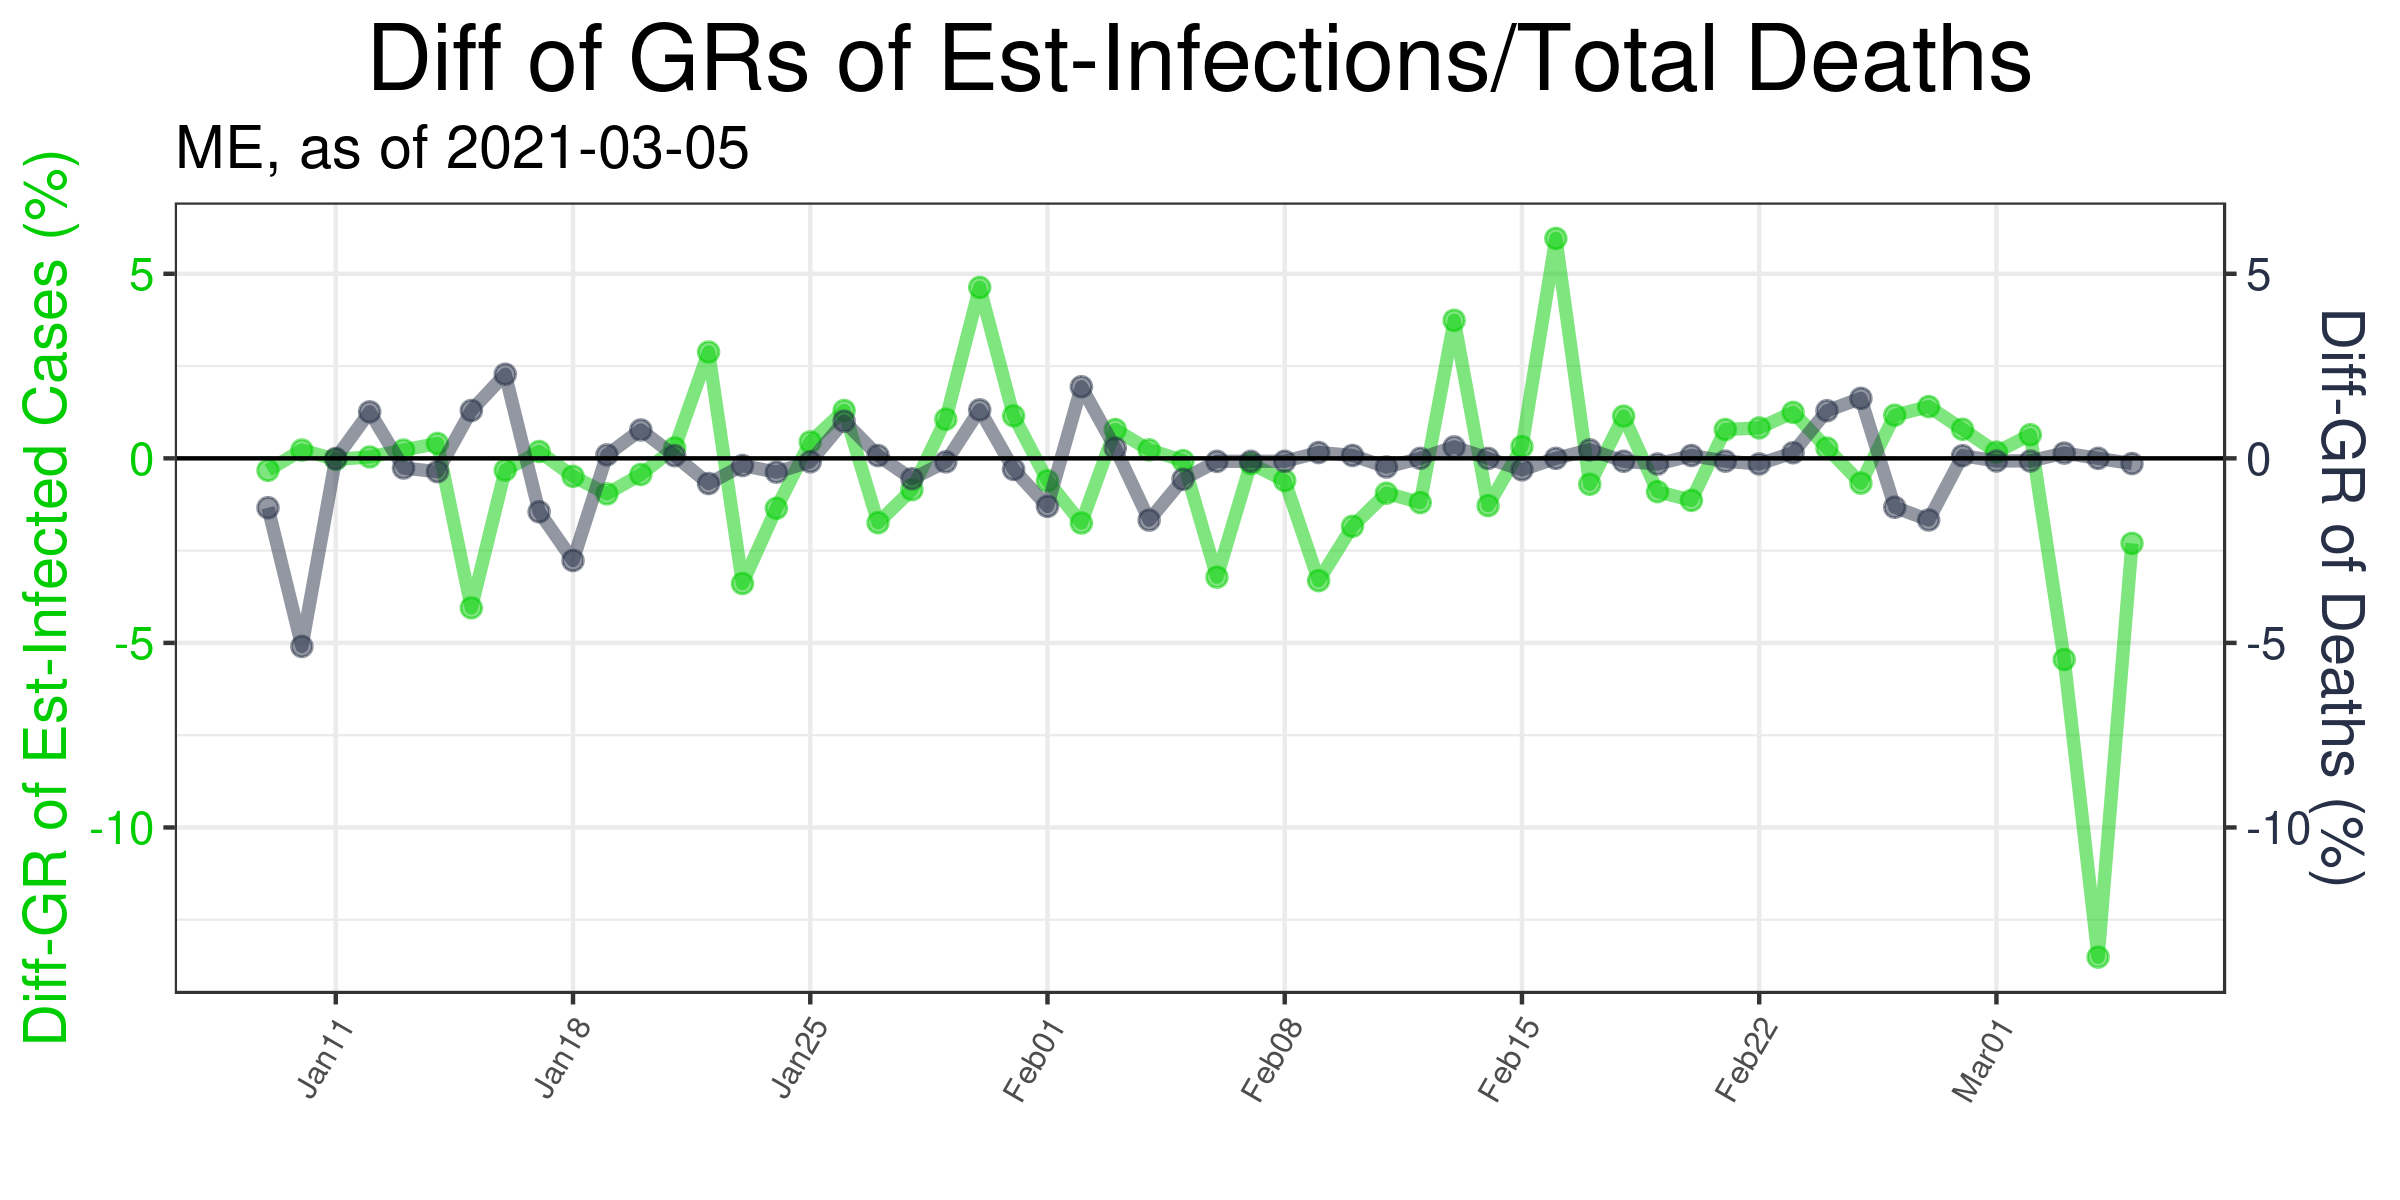 Diff of GRs of Est-Infections/Total Deaths
ME, as of 2021-03-05
Diff-GR of Est-Infected Cases (%)
5
0
-5
-10
5
0
-5
-10
Diff-GR of Deaths (%)
Jan11
Jan18
Jan25
Feb01
Feb08
Feb15
Feb22
Mar01